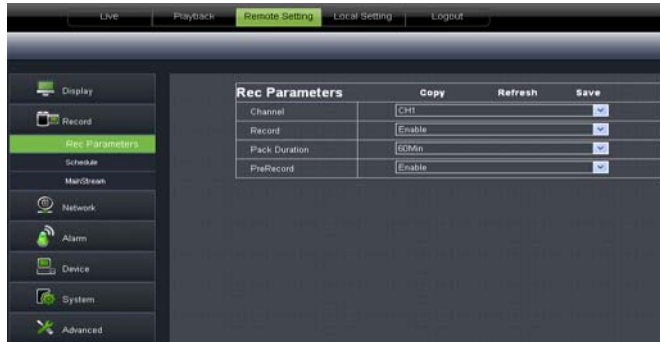 Live Playback Remote Setting Local Setting Logout
Display
Record
Rec Parameters
Schedule
MainStream
Network
Alarm
Device
System
Advanced
Rec Parameters Copy Refresh Save
Channel CH1
Record Enable
Pack Duration 60Min
PreRecord Enable